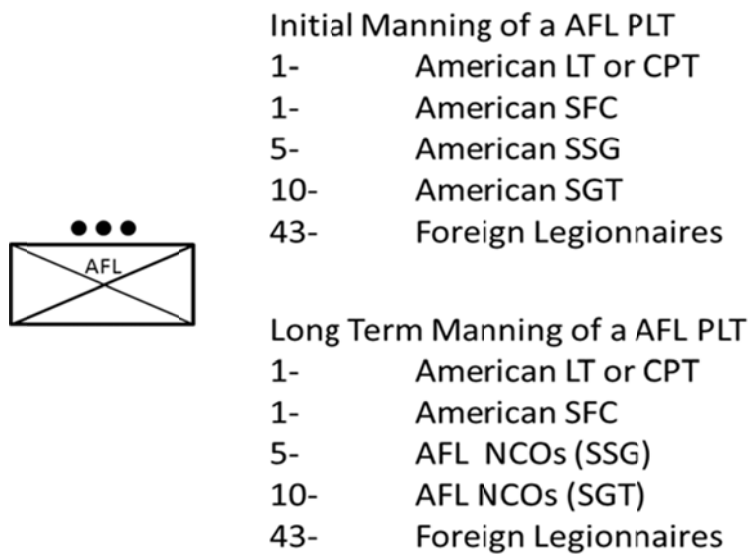 Initial Manning of a AFL PLT
1- American LT or CPT
1- American SFC
5- American SSG
10- American SGT
43- Foreign Legionnaires
AFL
Long Term Manning of a AFL PLT
1- American LT or CPT
1- American SFC
5- AFL NCOs (SSG)
10- AFL NCOs (SGT)
43- Foreign Legionnaires